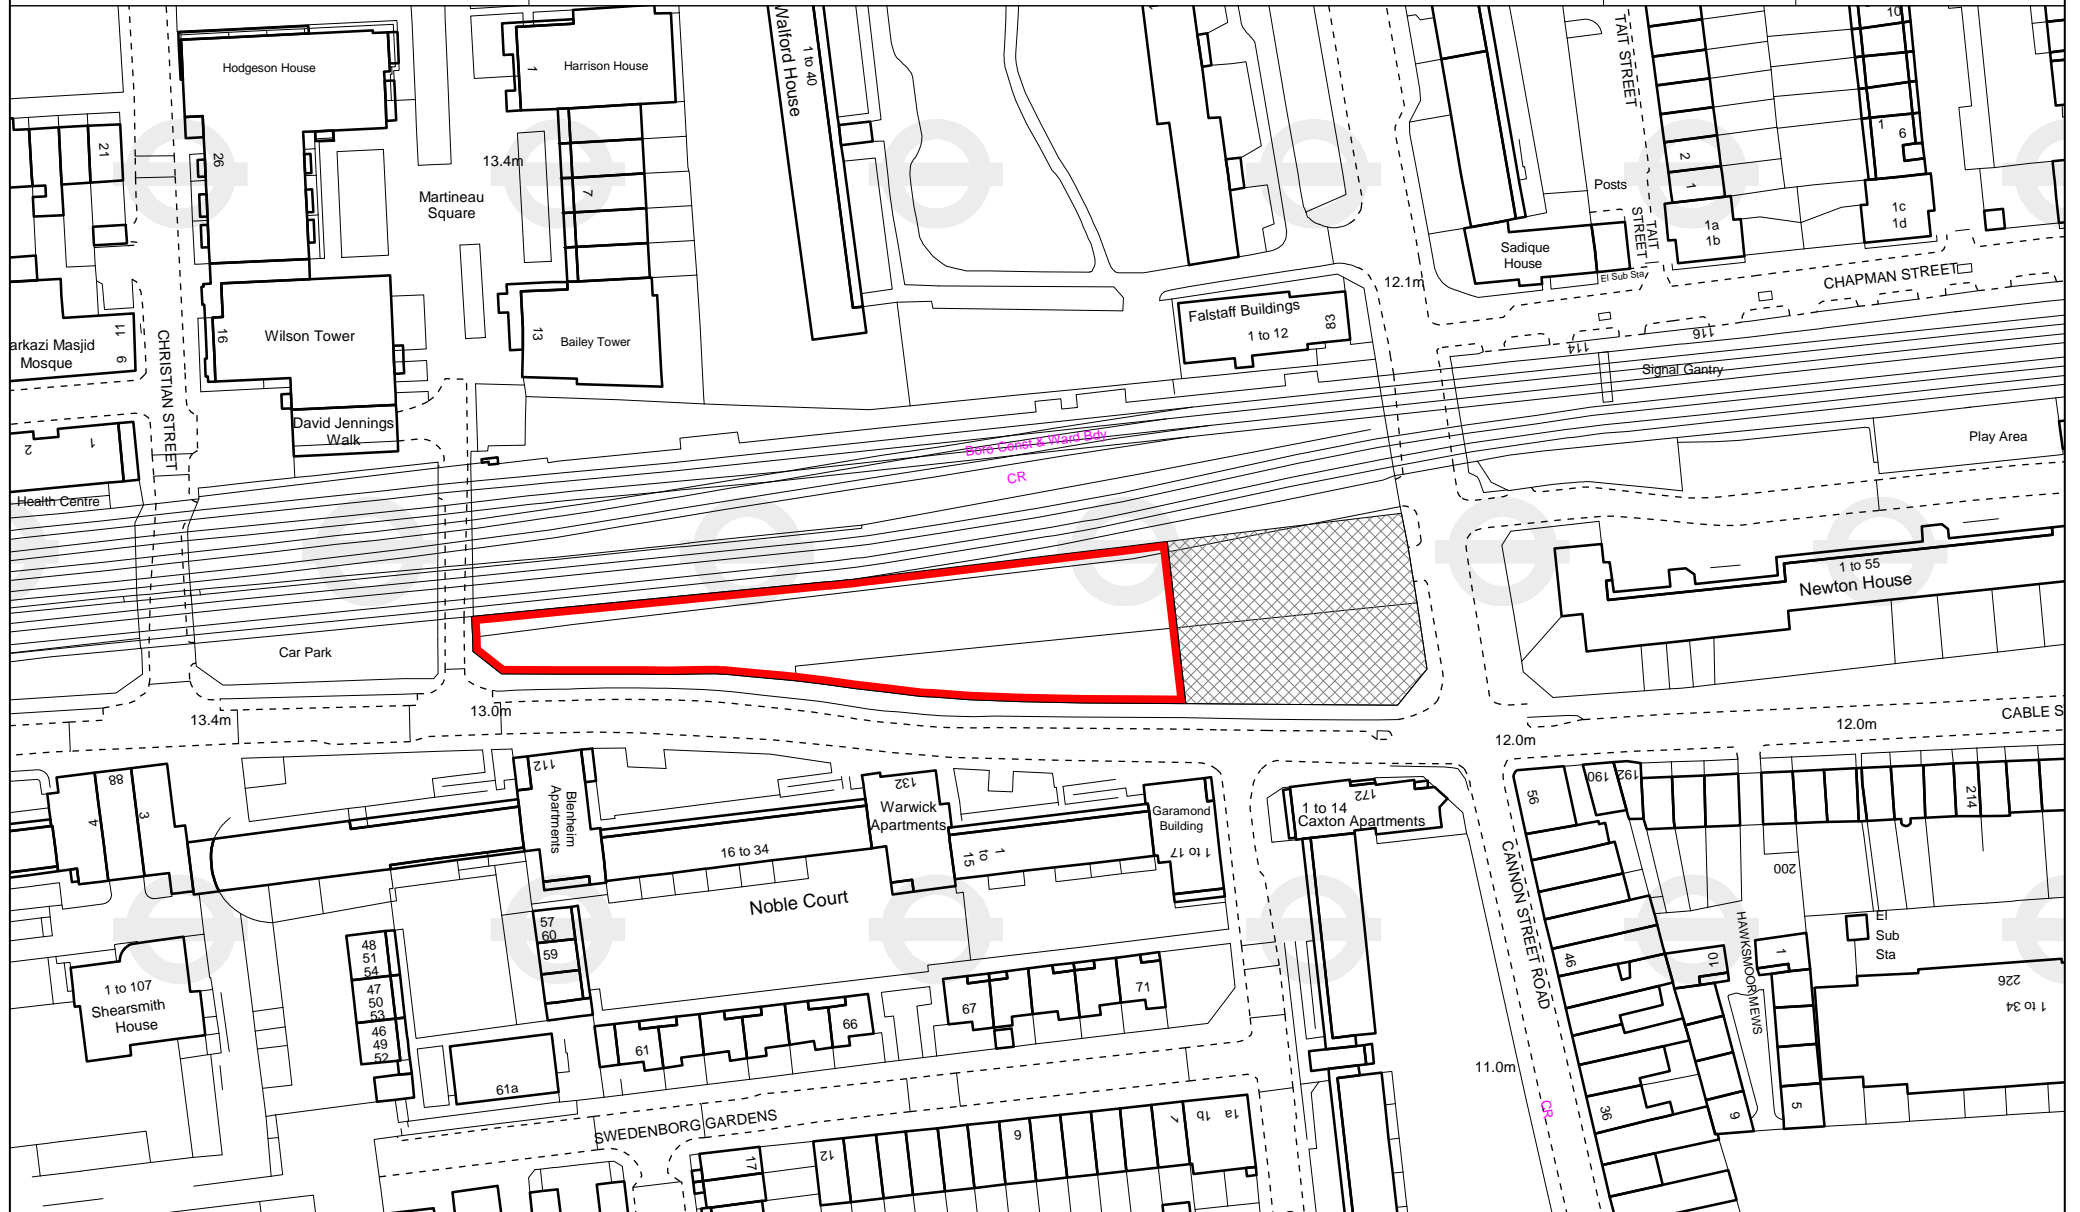 Hodgeson House
Harrison House
1
Walford House
1 to 40
TAIT STREET
10
21
26
13.4m
7
Martineau
Square
2
1
Posts
1
6
TAIT
STREET
1a
1b
1c
1d
Sadique
House
El Sub Sta
CHAPMAN STREET
12.1m
Falstaff Buildings
1 to 12
83
11
9
arkazi Masjid
Mosque
CHRISTIAN STREET
16
Wilson Tower
13
Bailey Tower
114
116
Signal Gantry
David Jennings
Walk
2
1
Health Centre
Boro Const & Ward Bdy
CR
Play Area
1 to 55
Newton House
Car Park
13.4m
13.0m
12.0m
12.0m
CABLE S
88
4
3
112
Blenheim
Apartments
132
Warwick
Apartments
16 to 34
1
to
15
Garamond
Building
1 to 17
172
1 to 14
Caxton Apartments
56
190
192
214
200
Noble Court
CANNON STREET ROAD
HAWKSMOOR MEWS
46
10
1
El
Sub
Sta
226
1 to 34
48
51
54
47
50
53
46
49
52
57
60
59
1 to 107
Shearsmith
House
61
66
67
71
61a
11.0m
CR
36
9
5
SWEDENBORG GARDENS
17
12
9
7
1b
1a